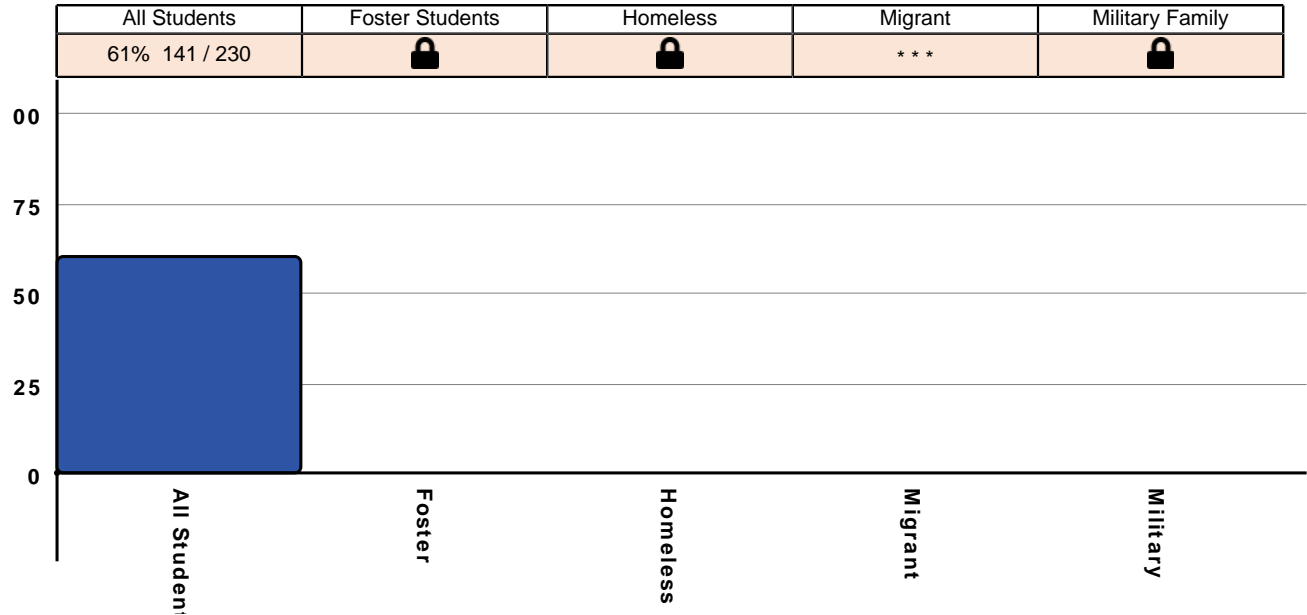 All Students Foster Students Homeless Migrant Military Family
61% 141 / 230 * * *
00
75
50
25
0
All Student
Foster
Homeless
Migrant
Military